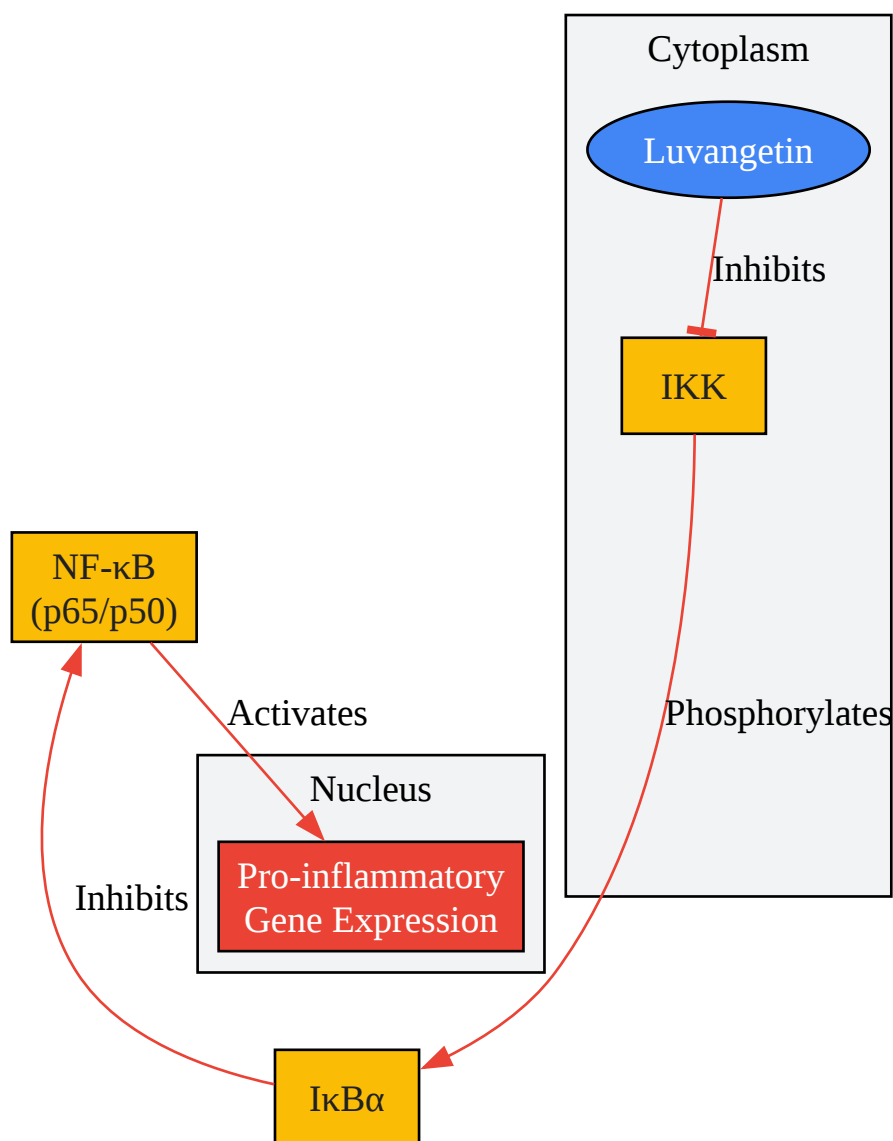 Cytoplasm
Luvangetin
Inhibits
IKK
NF-κB
(p65/p50)
Activates
Phosphorylates
Nucleus
Pro-inflammatory
Gene Expression
Inhibits
IκBα